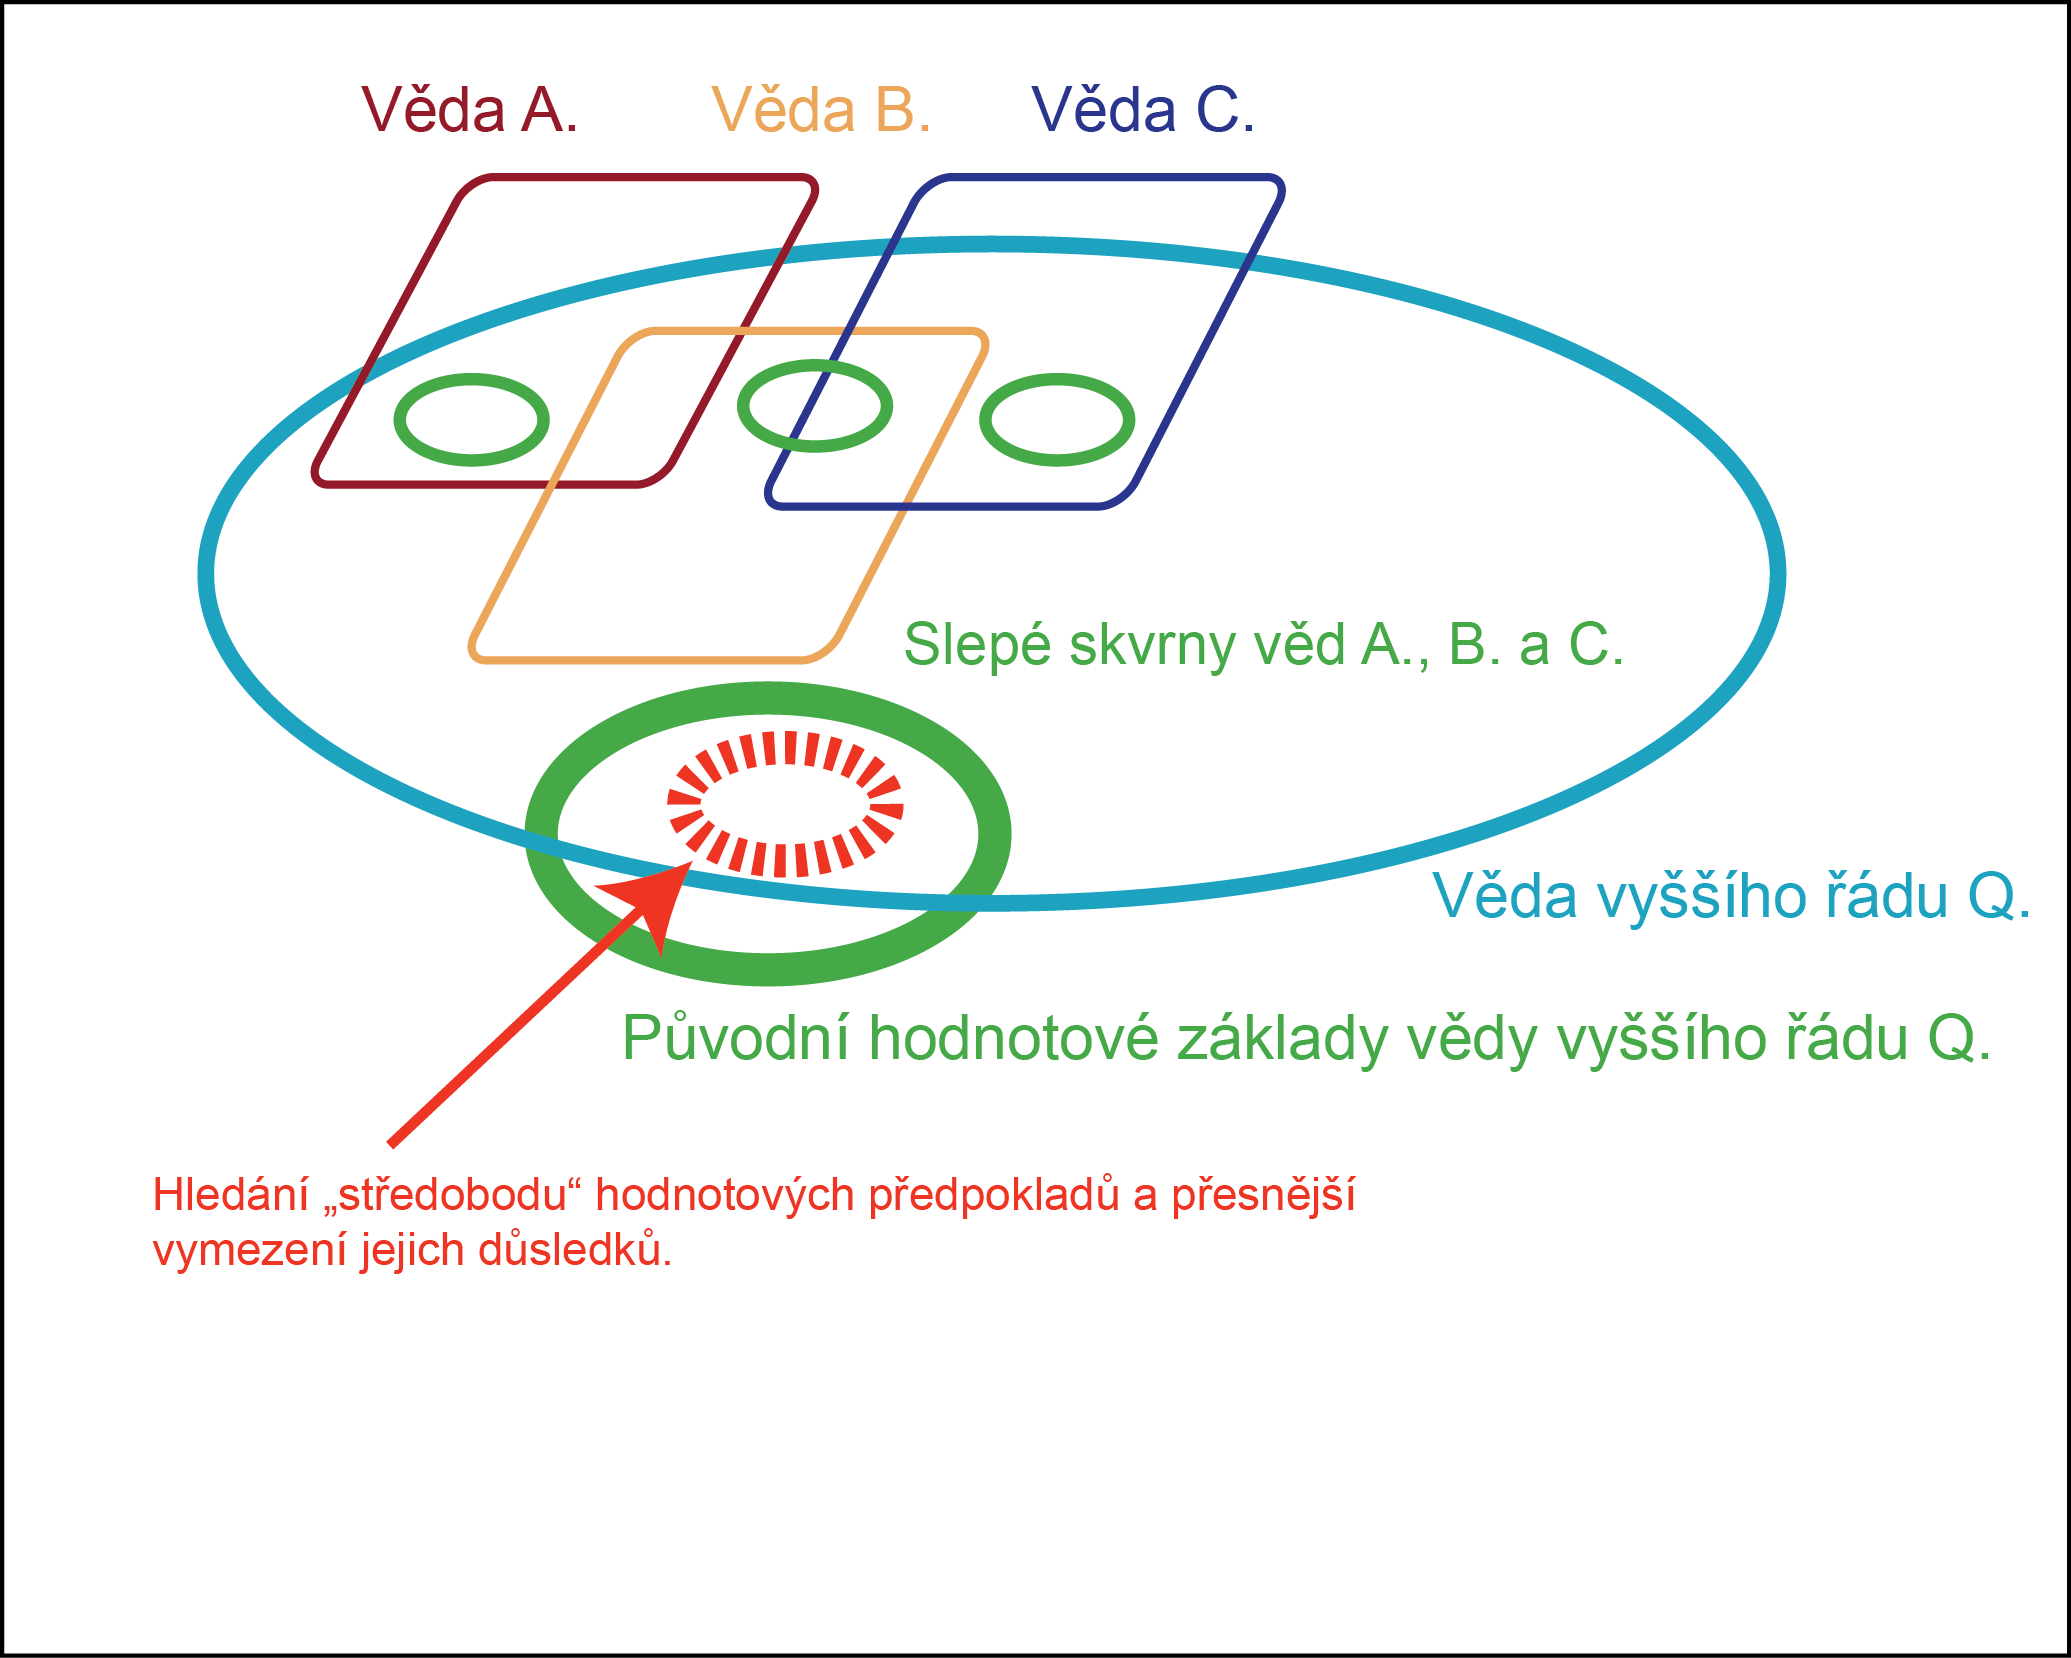 Věda A.
Věda B.
Věda C.
Slepé skvrny věd A., B. a C.
Věda vyššího řádu Q.
Původní hodnotové základy vědy vyššího řádu Q.
Hledání „středobodu“ hodnotových předpokladů a přesnější
vymezení jejich důsledků.